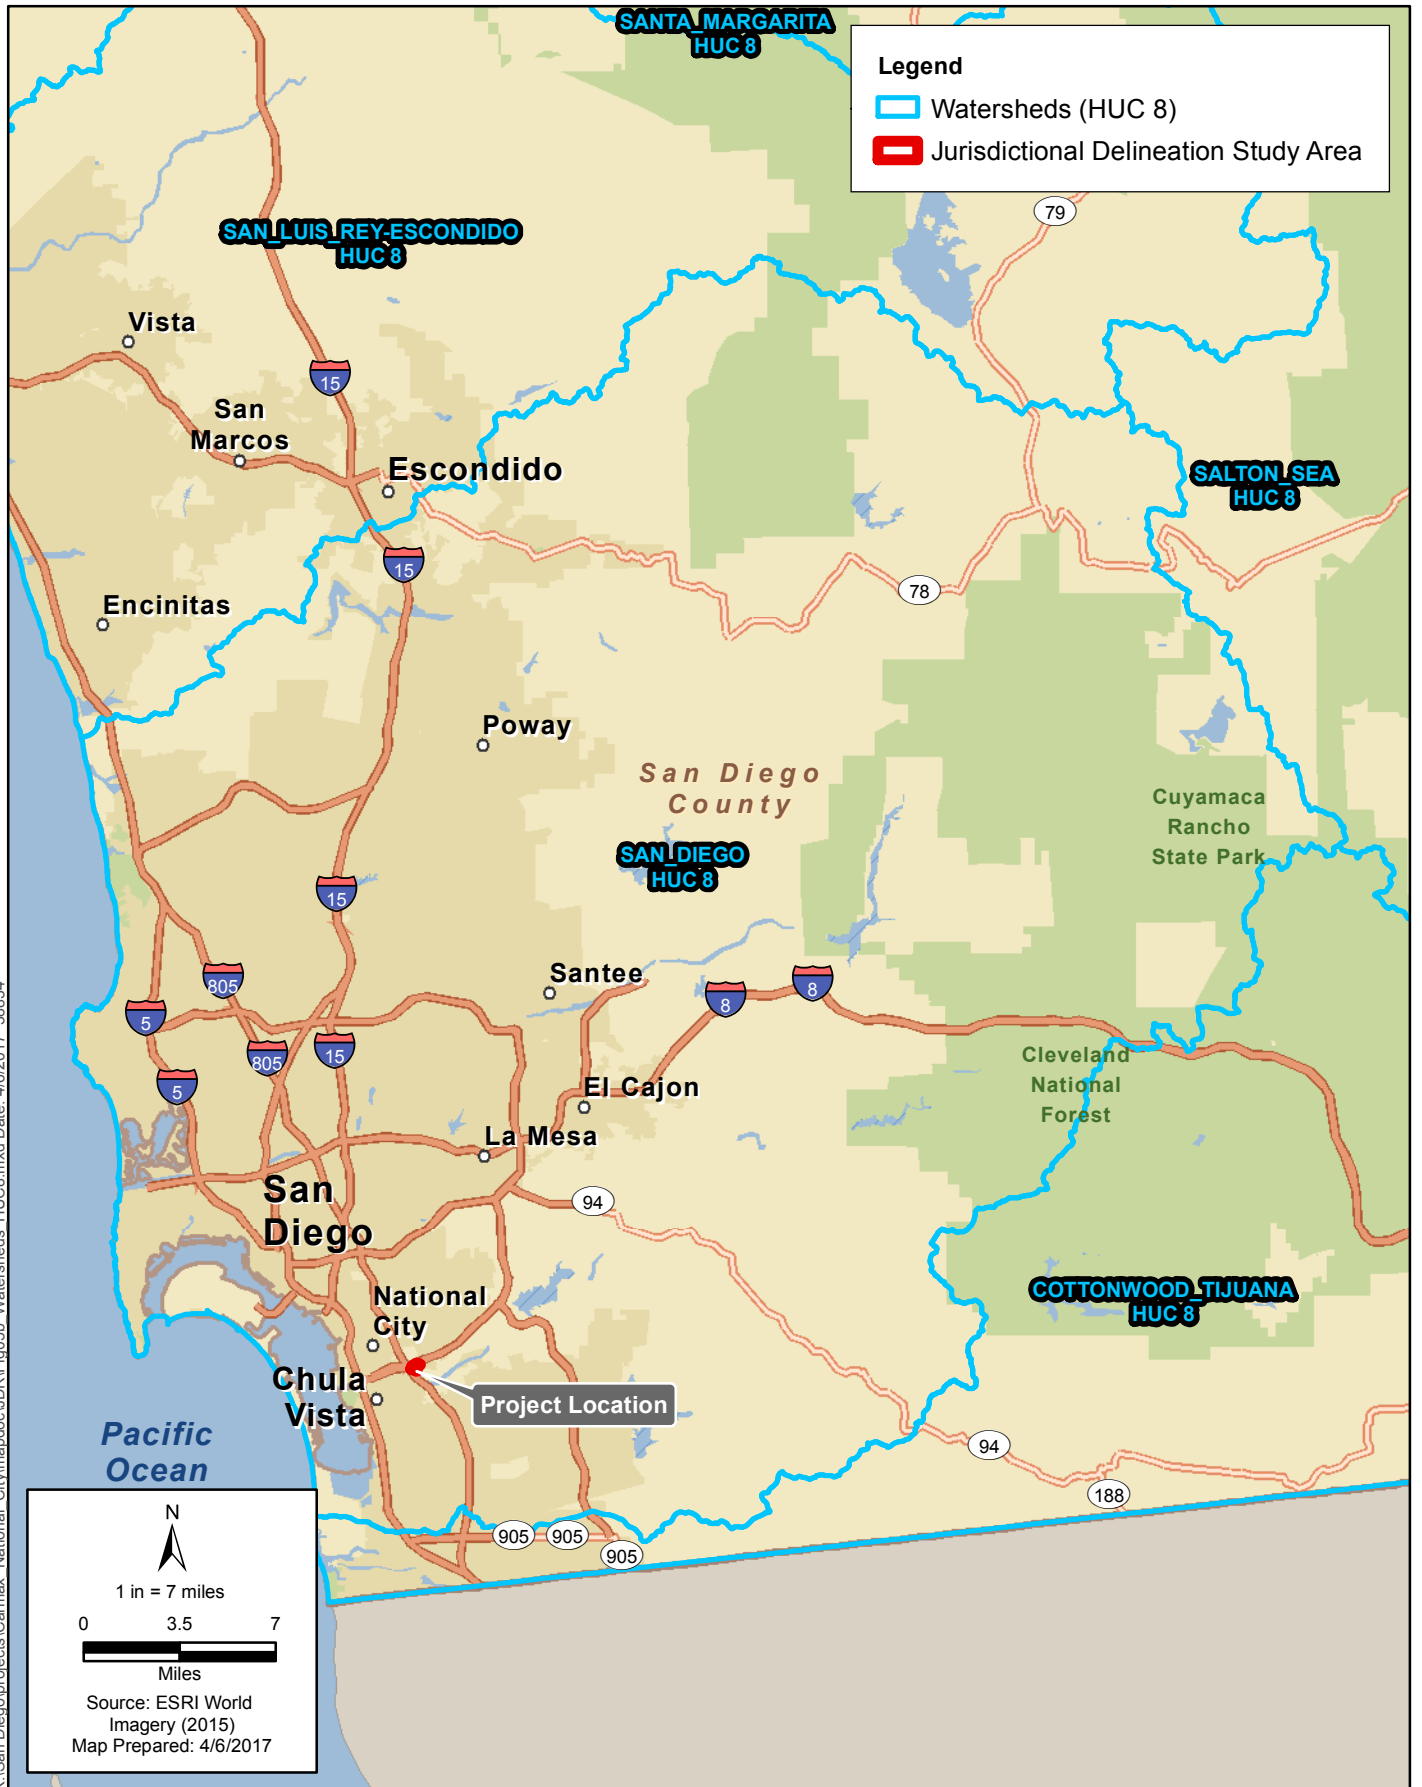 SANTA_MARGARITA
HUC 8
Legend
Watersheds (HUC 8)
Jurisdictional Delineation Study Area
79
SAN_LUIS_REY-ESCONDIDO
HUC 8
Vista
15
San
Marcos
Escondido
SALTON_SEA
HUC 8
15
78
Encinitas
Poway
San Diego
County
Cuyamaca
Rancho
State Park
SAN_DIEGO
HUC 8
15
Santee
805
8
8
5
805
15
Cleveland
National
Forest
5
El Cajon
La Mesa
San
Diego
94
National
City
COTTONWOOD_TIJUANA
HUC 8
Chula
Vista
Project Location
Pacific
Ocean
94
188
905
905
905
N
1 in = 7 miles
0 3.5 7
Miles
Source: ESRI World
Imagery (2015)
Map Prepared: 4/6/2017